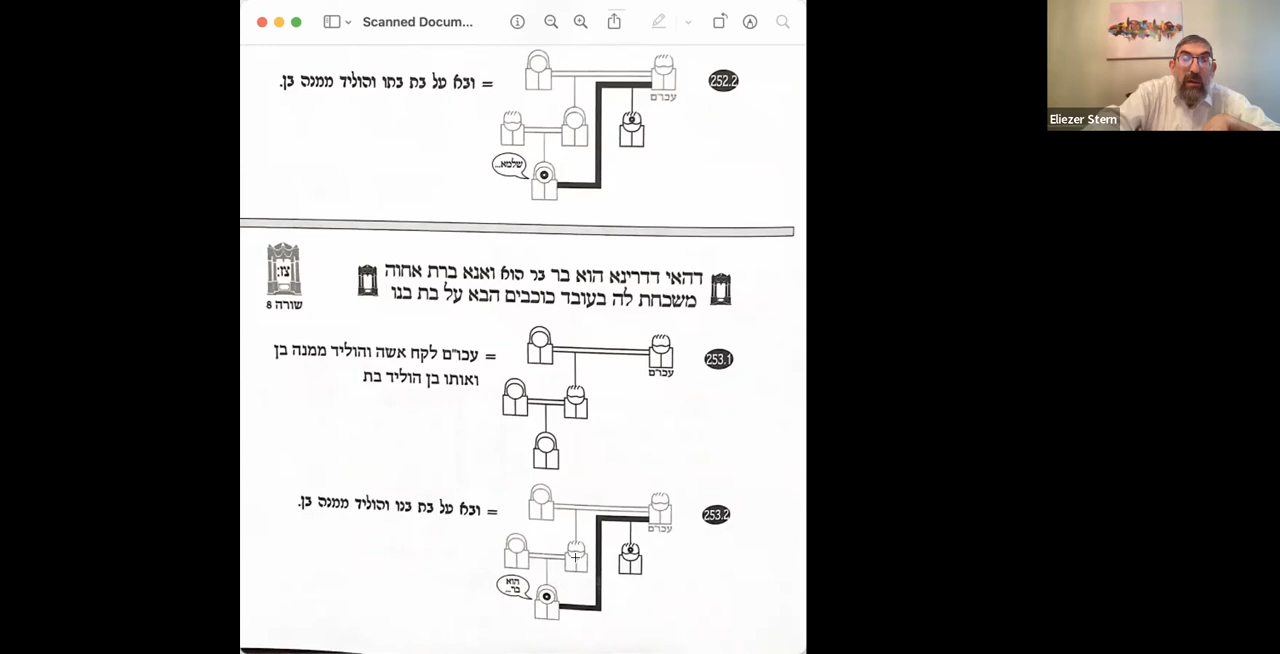 Scanned Docum...
Eliezer Stern
252.2
= ובא על בת בתו והוליד ממנה בן.
עכו״ם
שלמא...
דהאי דדרינא הוא בר בר הוא ואנא ברת אחוה
משכחת לה בעובד כוכבים הבא על בת בנו
צז:
שורה 8
253.1
= עכו״ם לקח אשה והוליד ממנה בן
ואותו בן הוליד בת
עכו״ם
253.2
= ובא על בת בנו והוליד ממנה בן.
עכו״ם
הוא
בר...